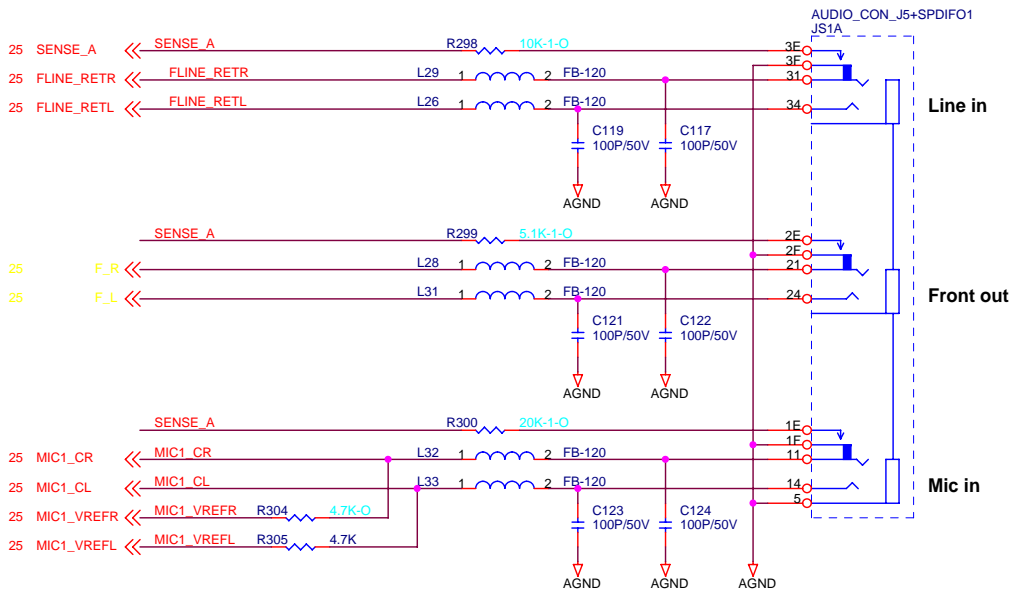 AUDIO_CON_J5+SPDIFO1
JS1A
25 SENSE_A SENSE_A R298 10K-1-O 3E
3F
25 FLINE_RETR FLINE_RETR L29 1 2 FB-120 31
25 FLINE_RETL FLINE_RETL L26 1 2 FB-120 34 Line in
C119 C117
100P/50V 100P/50V
AGND AGND
SENSE_A R299 5.1K-1-O 2E
2F
25 F_R L28 1 2 FB-120 21
25 F_L L31 1 2 FB-120 24 Front out
C121 C122
100P/50V 100P/50V
AGND AGND
SENSE_A R300 20K-1-O 1E
1F
25 MIC1_CR MIC1_CR L32 1 2 FB-120 11
25 MIC1_CL MIC1_CL L33 1 2 FB-120 14 Mic in
5
25 MIC1_VREFR MIC1_VREFR R304 4.7K-O
C123 C124
100P/50V 100P/50V
25 MIC1_VREFL MIC1_VREFL R305 4.7K
AGND AGND AGND